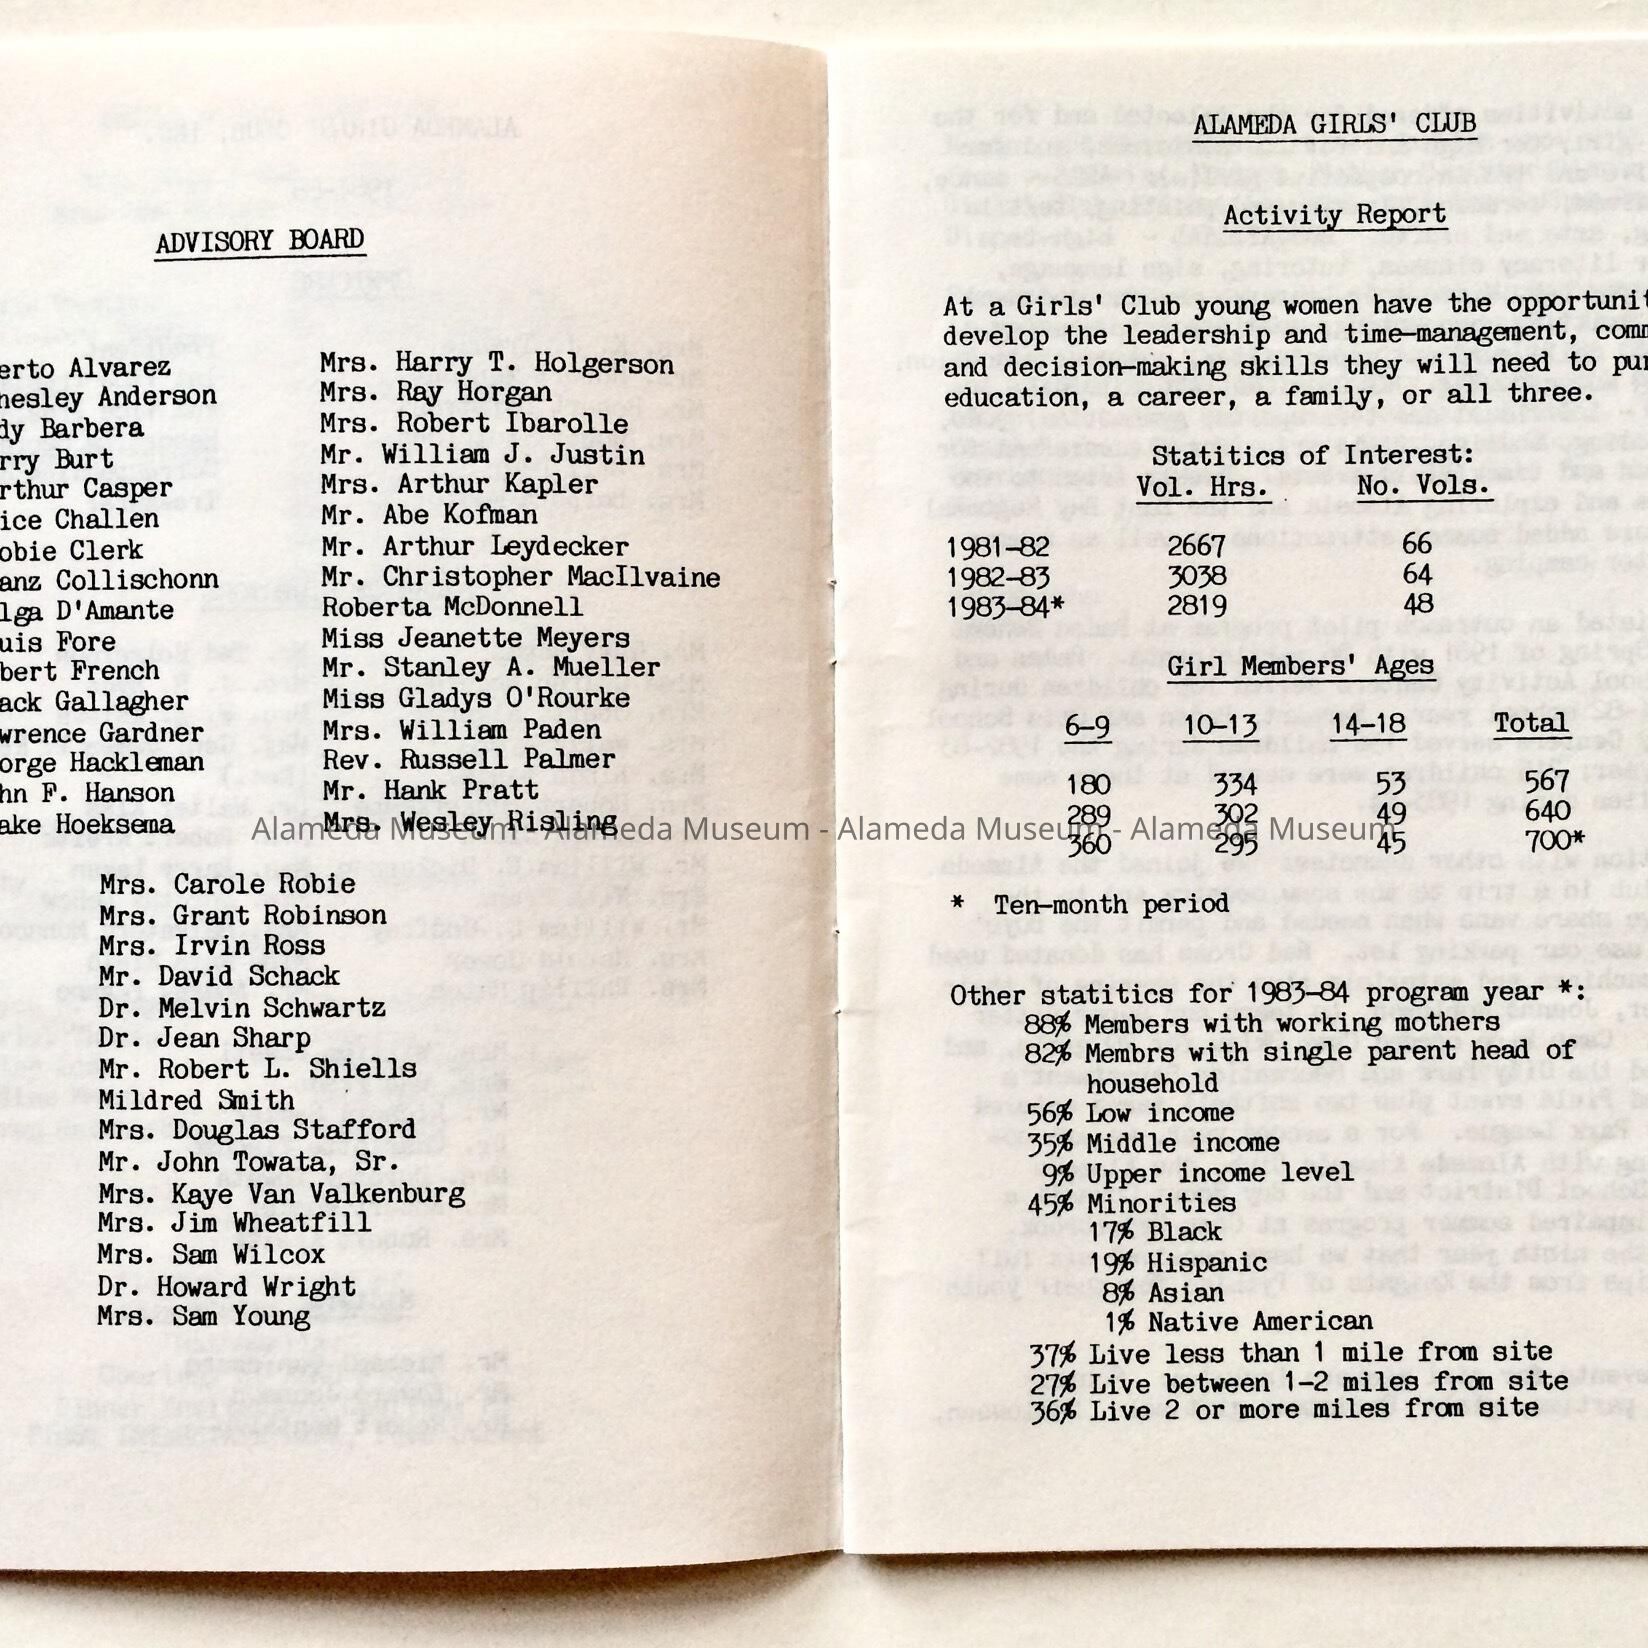 ADVISORY BOARD
erto Alvarez
hesley Anderson
dy Barbera
rry Burt
rthur Casper
ice Challen
obie Clerk
anz Collischonn
lga D'Amante
uis Fore
bert French
ack Gallagher
wrence Gardner
orge Hackleman
hn F. Hanson
ake Hoeksema
Mrs. Harry T. Holgerson
Mrs. Ray Horgan
Mrs. Robert Ibarolle
Mr. William J. Justin
Mrs. Arthur Kapler
Mr. Abe Kofman
Mr. Arthur Leydecker
Mr. Christopher MacIlvaine
Roberta McDonnell
Miss Jeanette Meyers
Mr. Stanley A. Mueller
Miss Gladys O'Rourke
Mrs. William Paden
Rev. Russell Palmer
Mr. Hank Pratt
Mrs. Wesley Risling
Mrs. Carole Robie
Mrs. Grant Robinson
Mrs. Irvin Ross
Mr. David Schack
Dr. Melvin Schwartz
Dr. Jean Sharp
Mr. Robert L. Shiells
Mildred Smith
Mrs. Douglas Stafford
Mr. John Towata, Sr.
Mrs. Kaye Van Valkenburg
Mrs. Jim Wheatfill
Mrs. Sam Wilcox
Dr. Howard Wright
Mrs. Sam Young
ALAMEDA GIRLS' CLUB
Activity Report
At a Girls' Club young women have the opportunit
develop the leadership and time-management, comm
and decision-making skills they will need to pur
education, a career, a family, or all three.
Statitics of Interest:
Vol. Hrs. No. Vols.
1981-82 2667 66
1982-83 3038 64
1983-84* 2819 48
Girl Members' Ages
6-9 10-13 14-18 Total
180 334 53 567
289 302 49 640
360 295 45 700*
* Ten-month period
Other statitics for 1983-84 program year *:
88% Members with working mothers
82% Membrs with single parent head of
household
56% Low income
35% Middle income
9% Upper income level
45% Minorities
17% Black
19% Hispanic
8% Asian
1% Native American
37% Live less than 1 mile from site
27% Live between 1-2 miles from site
36% Live 2 or more miles from site
Alameda Museum - Alameda Museum - Alameda Museum - Alameda Museum